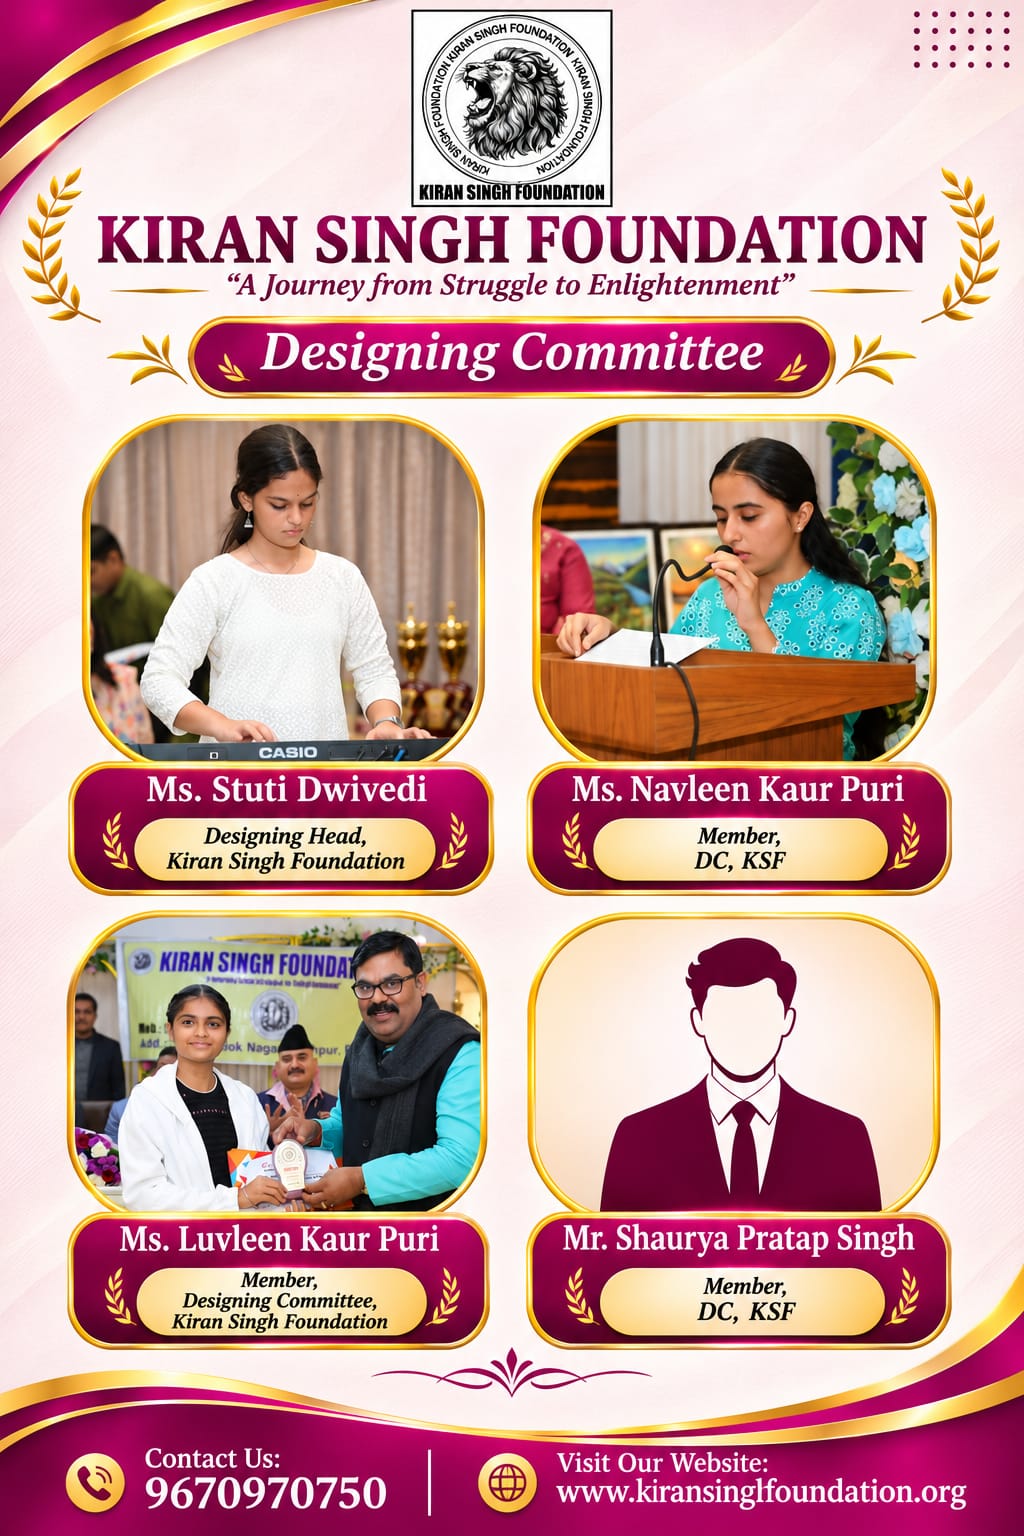 KIRAN SINGH FOUNDATION KIRAN SINGH FOUNDATION KIRAN SINGH FOUNDATION
KIRAN SINGH FOUNDATION
KIRAN SINGH FOUNDATION
“A Journey from Struggle to Enlightenment”
Designing Committee
CASIO
Ms. Stuti Dwivedi
Designing Head,
Kiran Singh Foundation
Ms. Navleen Kaur Puri
Member,
DC, KSF
KIRAN SINGH FOUNDA
Ms. Luvleen Kaur Puri
Member,
Designing Committee,
Kiran Singh Foundation
Mr. Shaurya Pratap Singh
Member,
DC, KSF
Contact Us:
9670970750
Visit Our Website:
www.kiransinglfoundation.org